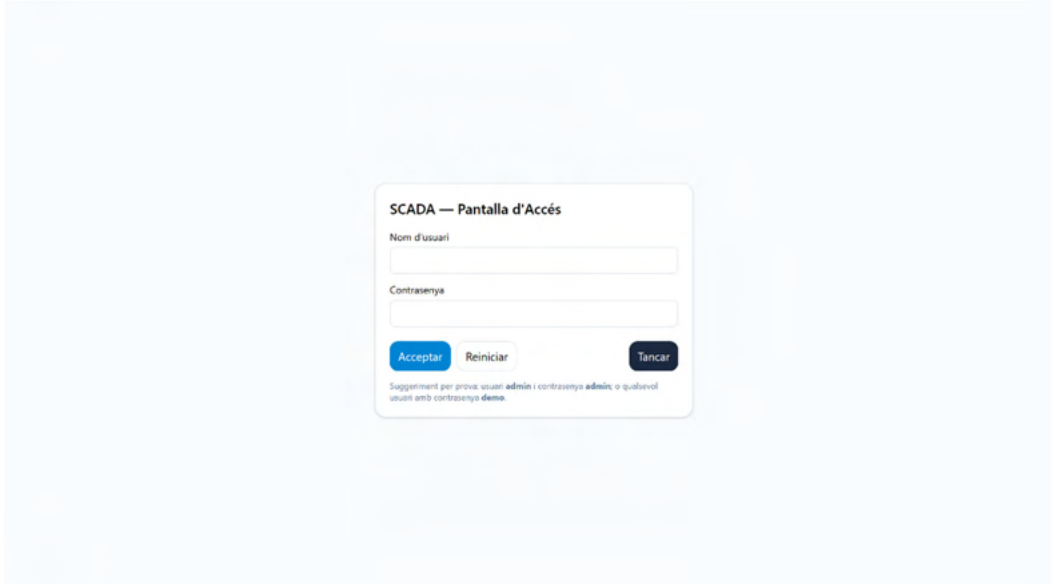 SCADA — Pantalla d'Accés
Nom d'usuari
Contrasenya
Acceptar
Reiniciar
Tancar
Suggeriment per prova: usuari admin i contrasenya admin; o qualsevol
usuari amb contrasenya demo.